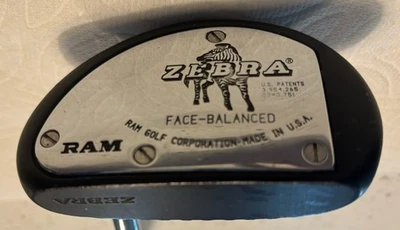 ZEBRA®
U.S. PATENTS
FACE-BALANCED
RAM GOLF CORPORATION-MADE IN U.S.A.
RAM
ZEBRA